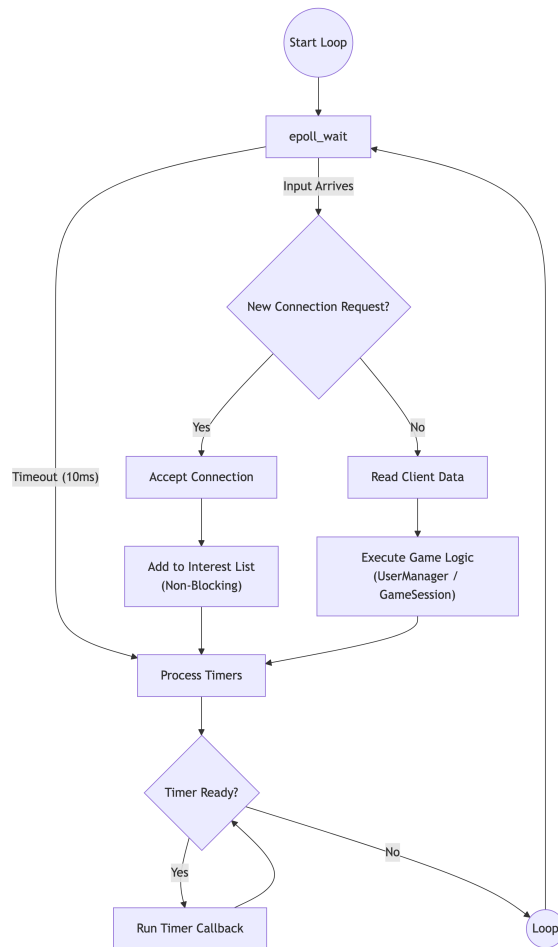 Start Loop
epoll_wait
Input Arrives
New Connection Request?
Yes
No
Timeout (10ms)
Accept Connection
Read Client Data
Add to Interest List
(Non-Blocking)
Execute Game Logic
(UserManager /
GameSession)
Process Timers
Timer Ready?
No
Yes
Run Timer Callback
Loop